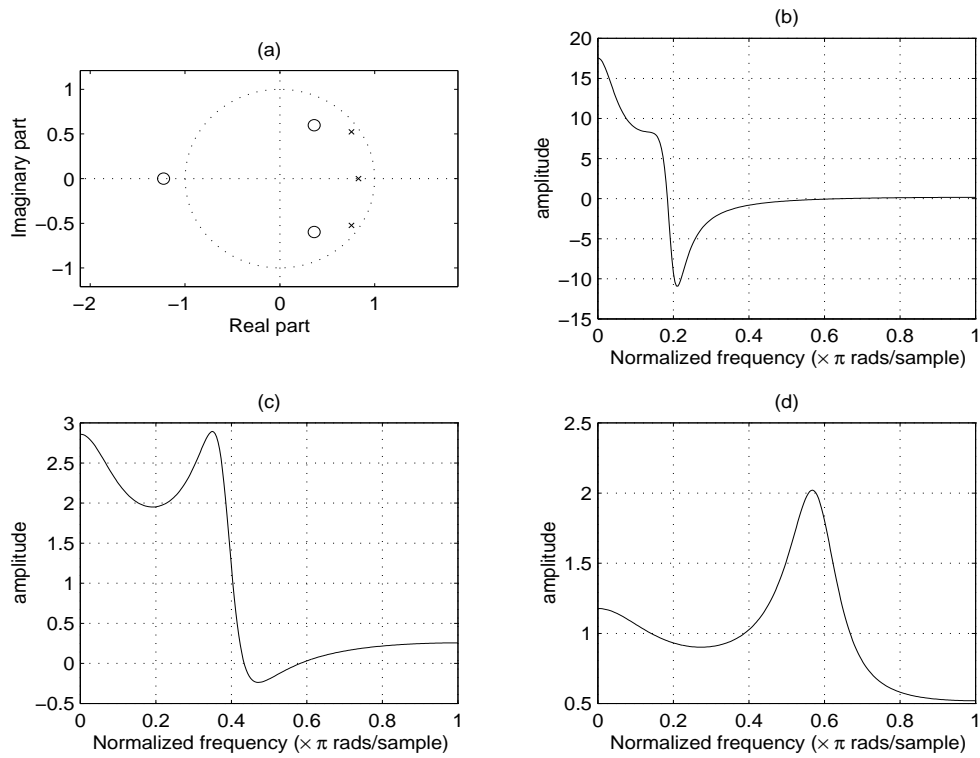 (a)
1
0.5
0
−0.5
−1
−2 −1 0 1
Real part
Imaginary part
(b)
20
15
10
5
0
−5
−10
−15
0 0.2 0.4 0.6 0.8 1
Normalized frequency (× π rads/sample)
amplitude
(c)
3
2.5
2
1.5
1
0.5
0
−0.5
0 0.2 0.4 0.6 0.8 1
Normalized frequency (× π rads/sample)
amplitude
(d)
2.5
2
1.5
1
0.5
0 0.2 0.4 0.6 0.8 1
Normalized frequency (× π rads/sample)
amplitude